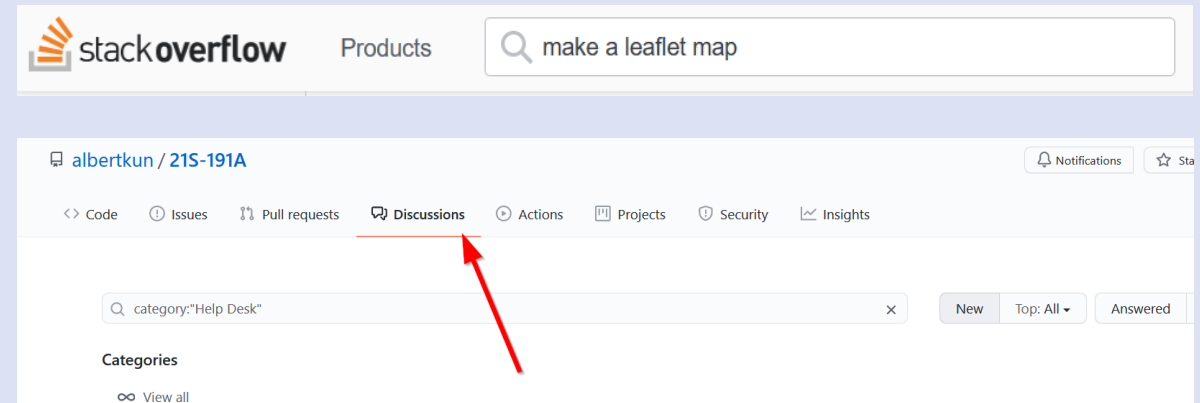 stackoverflow Products make a leaflet map
albertkun / 21S-191A Notifications Sta
Code Issues Pull requests Discussions Actions Projects Security Insights
category:"Help Desk" New Top: All Answered
Categories
View all